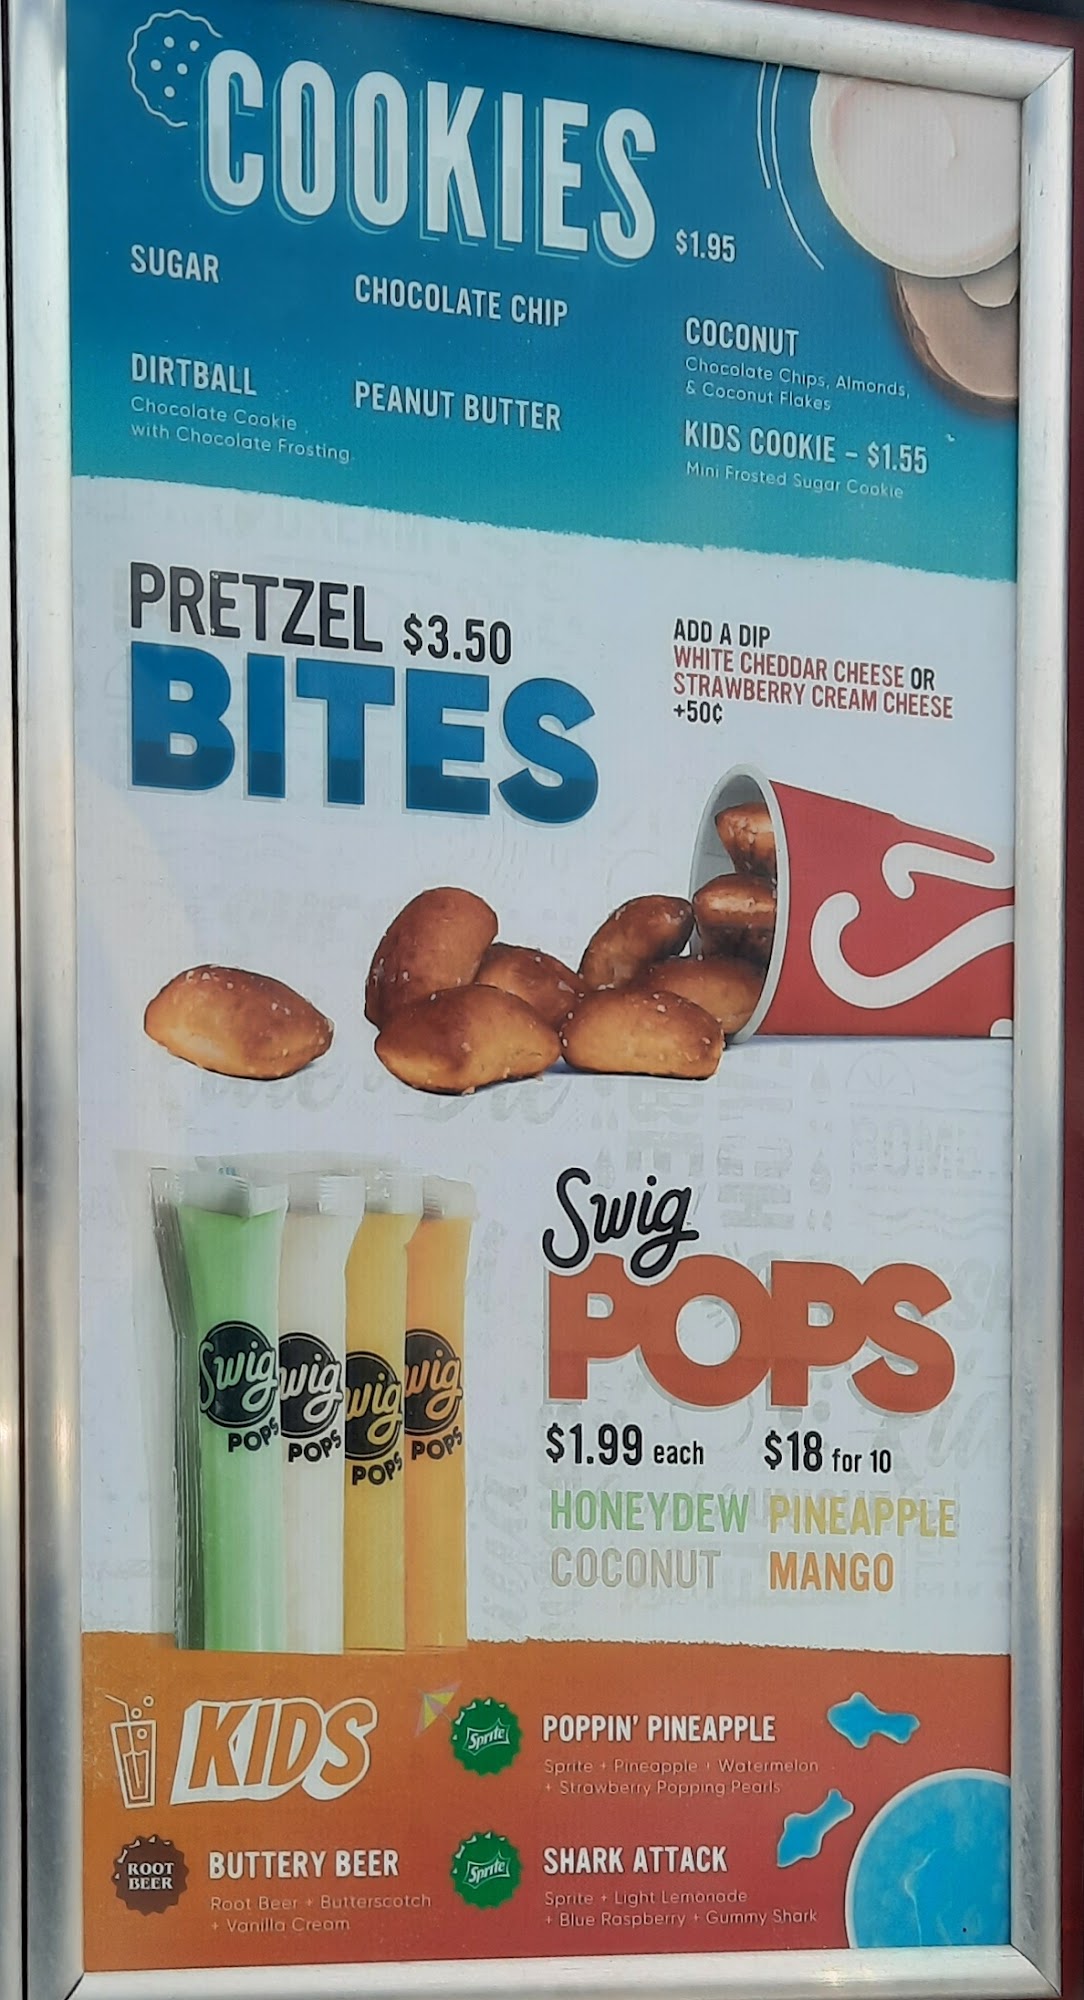 COOKIES
$1.95
SUGAR
CHOCOLATE CHIP
DIRTBALL
Chocolate Cookie
with Chocolate Frosting
PEANUT BUTTER
COCONUT
Chocolate Chips, Almonds,
& Coconut Flakes
KIDS COOKIE – $1.55
Mini Frosted Sugar Cookie
PRETZEL $3.50
BITES
ADD A DIP
WHITE CHEDDAR CHEESE OR
STRAWBERRY CREAM CHEESE
+50¢
Swig
POPS
Swig
POPS
wig
POPS
wig
POPS
wig
POPS
$1.99 each
$18 for 10
HONEYDEW
PINEAPPLE
COCONUT
MANGO
KIDS
Sprite
POPPIN' PINEAPPLE
Sprite + Pineapple + Watermelon
+ Strawberry Popping Pearls
ROOT
BEER
BUTTERY BEER
Root Beer + Butterscotch
+ Vanilla Cream
Sprite
SHARK ATTACK
Sprite + Light Lemonade
+ Blue Raspberry + Gummy Shark